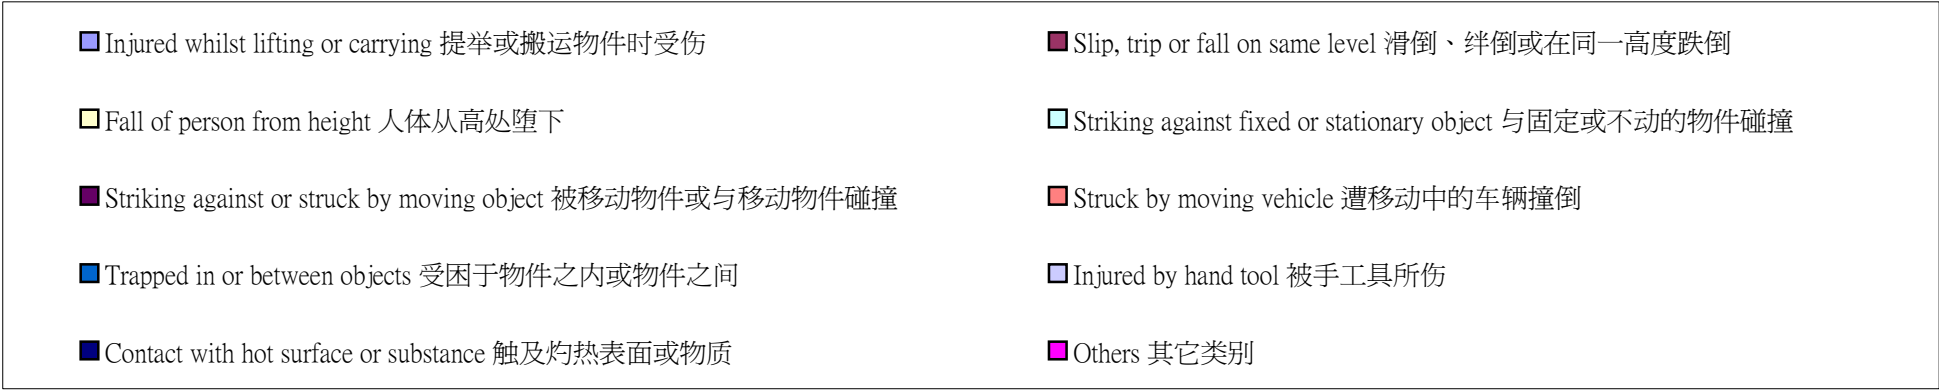 Injured whilst lifting or carrying 提举或搬运物件时受伤
Slip, trip or fall on same level 滑倒、绊倒或在同一高度跌倒
Fall of person from height 人体从高处堕下
Striking against fixed or stationary object 与固定或不动的物件碰撞
Striking against or struck by moving object 被移动物件或与移动物件碰撞
Struck by moving vehicle 遭移动中的车辆撞倒
Trapped in or between objects 受困于物件之内或物件之间
Injured by hand tool 被手工具所伤
Contact with hot surface or substance 触及灼热表面或物质
Others 其它类别